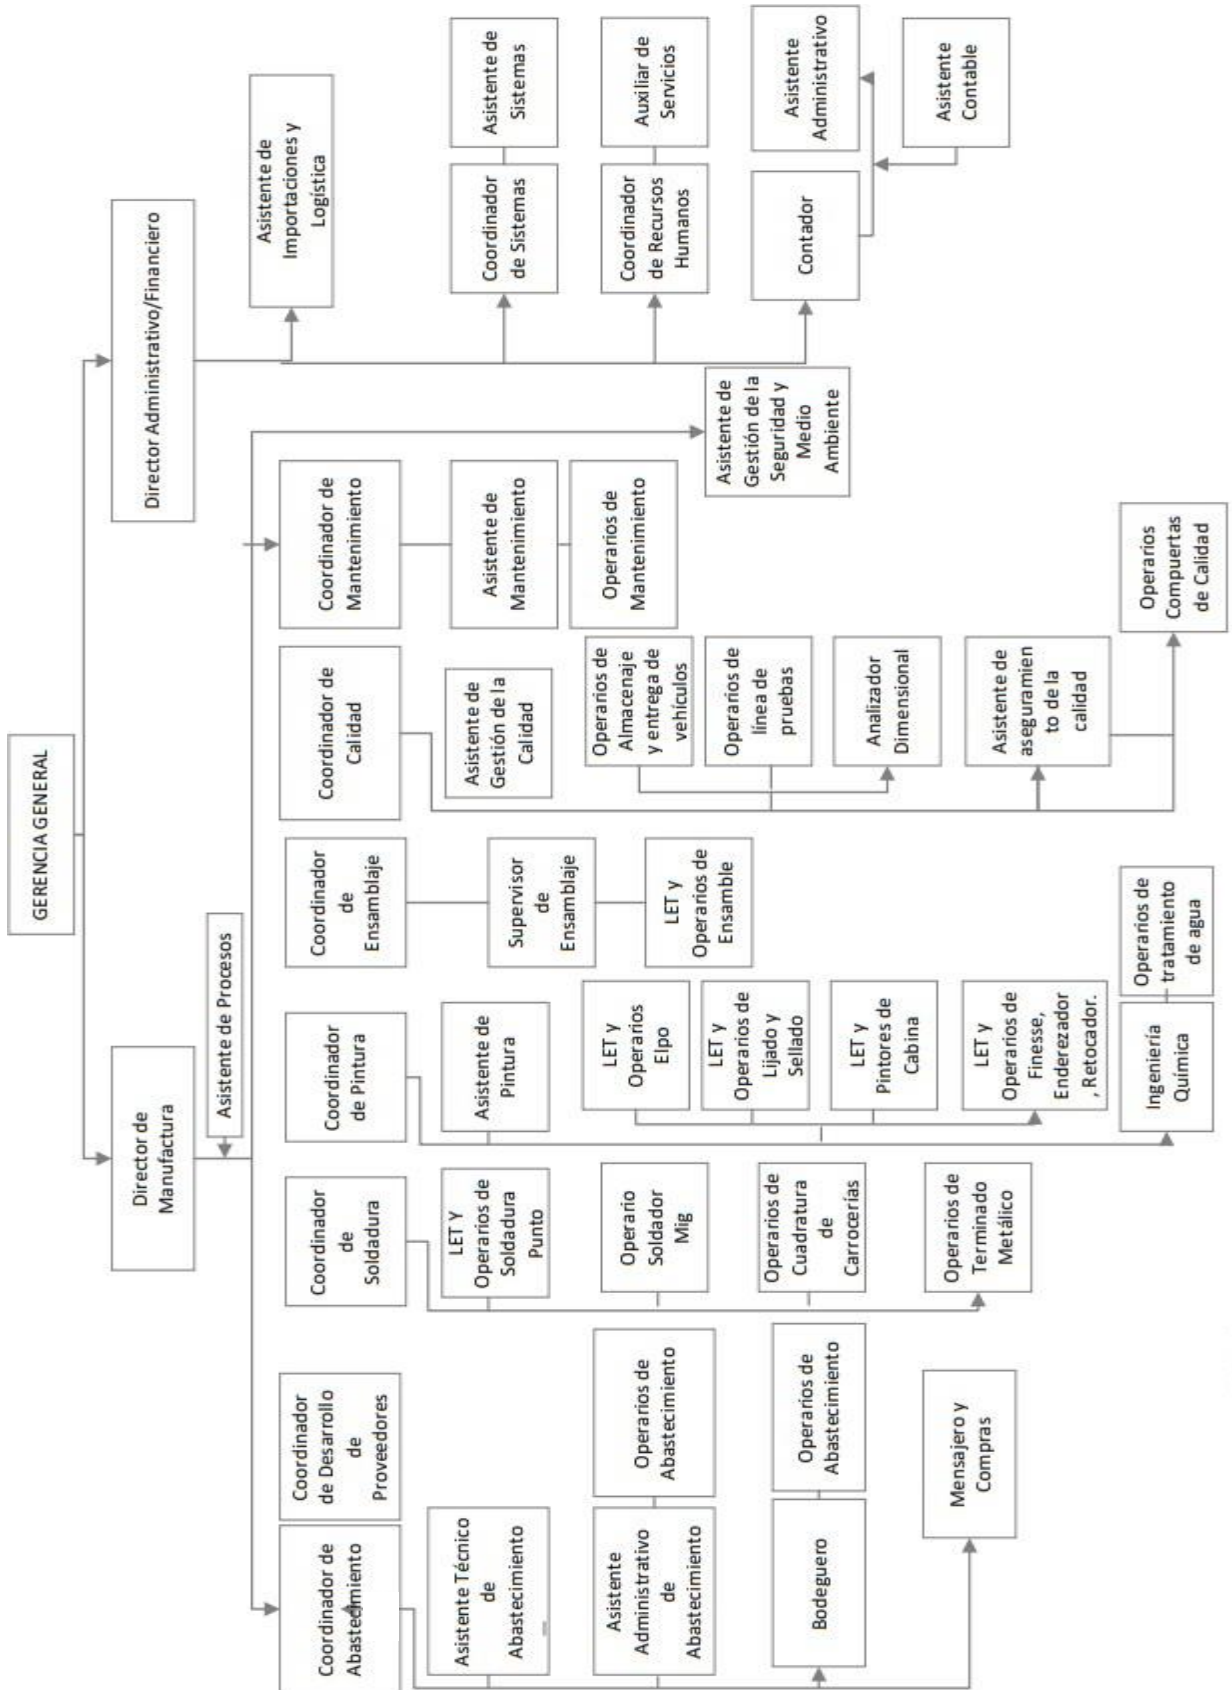 GERENCIA GENERAL
Director de
Manufactura
Director Administrativo/Financiero
Asistente de Procesos
Coordinador de
Abastecimiento
Coordinador
de Desarrollo
de
Proveedores
Coordinador
de
Soldadura
Coordinador
de Pintura
Coordinador
de
Ensamblaje
Coordinador de
Calidad
Coordinador de
Mantenimiento
Asistente de
Importaciones y
Logística
Asistente Técnico
de
Abastecimiento
Asistente
Administrativo
de
Abastecimiento
Operarios de
Abastecimiento
Bodeguero
Operarios de
Abastecimiento
Mensajero y
Compras
LET Y
Operarios de
Soldadura
Punto
Operario
Soldador
Mig
Operarios de
Cuadratura
de
Carrocerías
Operarios de
Terminado
Metálico
Asistente de
Pintura
LET y
Operarios
Elpo
LET y
Operarios de
Lijado y
Sellado
LET y
Pintores de
Cabina
LET y
Operarios de
Finesse,
Enderezador
, Retocador.
Ingeniería
Química
Operarios de
tratamiento
de agua
Supervisor
de
Ensamblaje
LET y
Operarios de
Ensamble
Asistente de
Gestión de la
Calidad
Operarios de
Almacenaje
y entrega de
vehículos
Operarios de
línea de
pruebas
Analizador
Dimensional
Asistente de
aseguramien
to de la
calidad
Operarios
Compuertas
de Calidad
Asistente de
Mantenimiento
Operarios de
Mantenimiento
Asistente de
Gestión de la
Seguridad y
Medio
Ambiente
Coordinador
de Sistemas
Asistente de
Sistemas
Coordinador
de Recursos
Humanos
Auxiliar de
Servicios
Contador
Asistente
Administrativo
Asistente
Contable